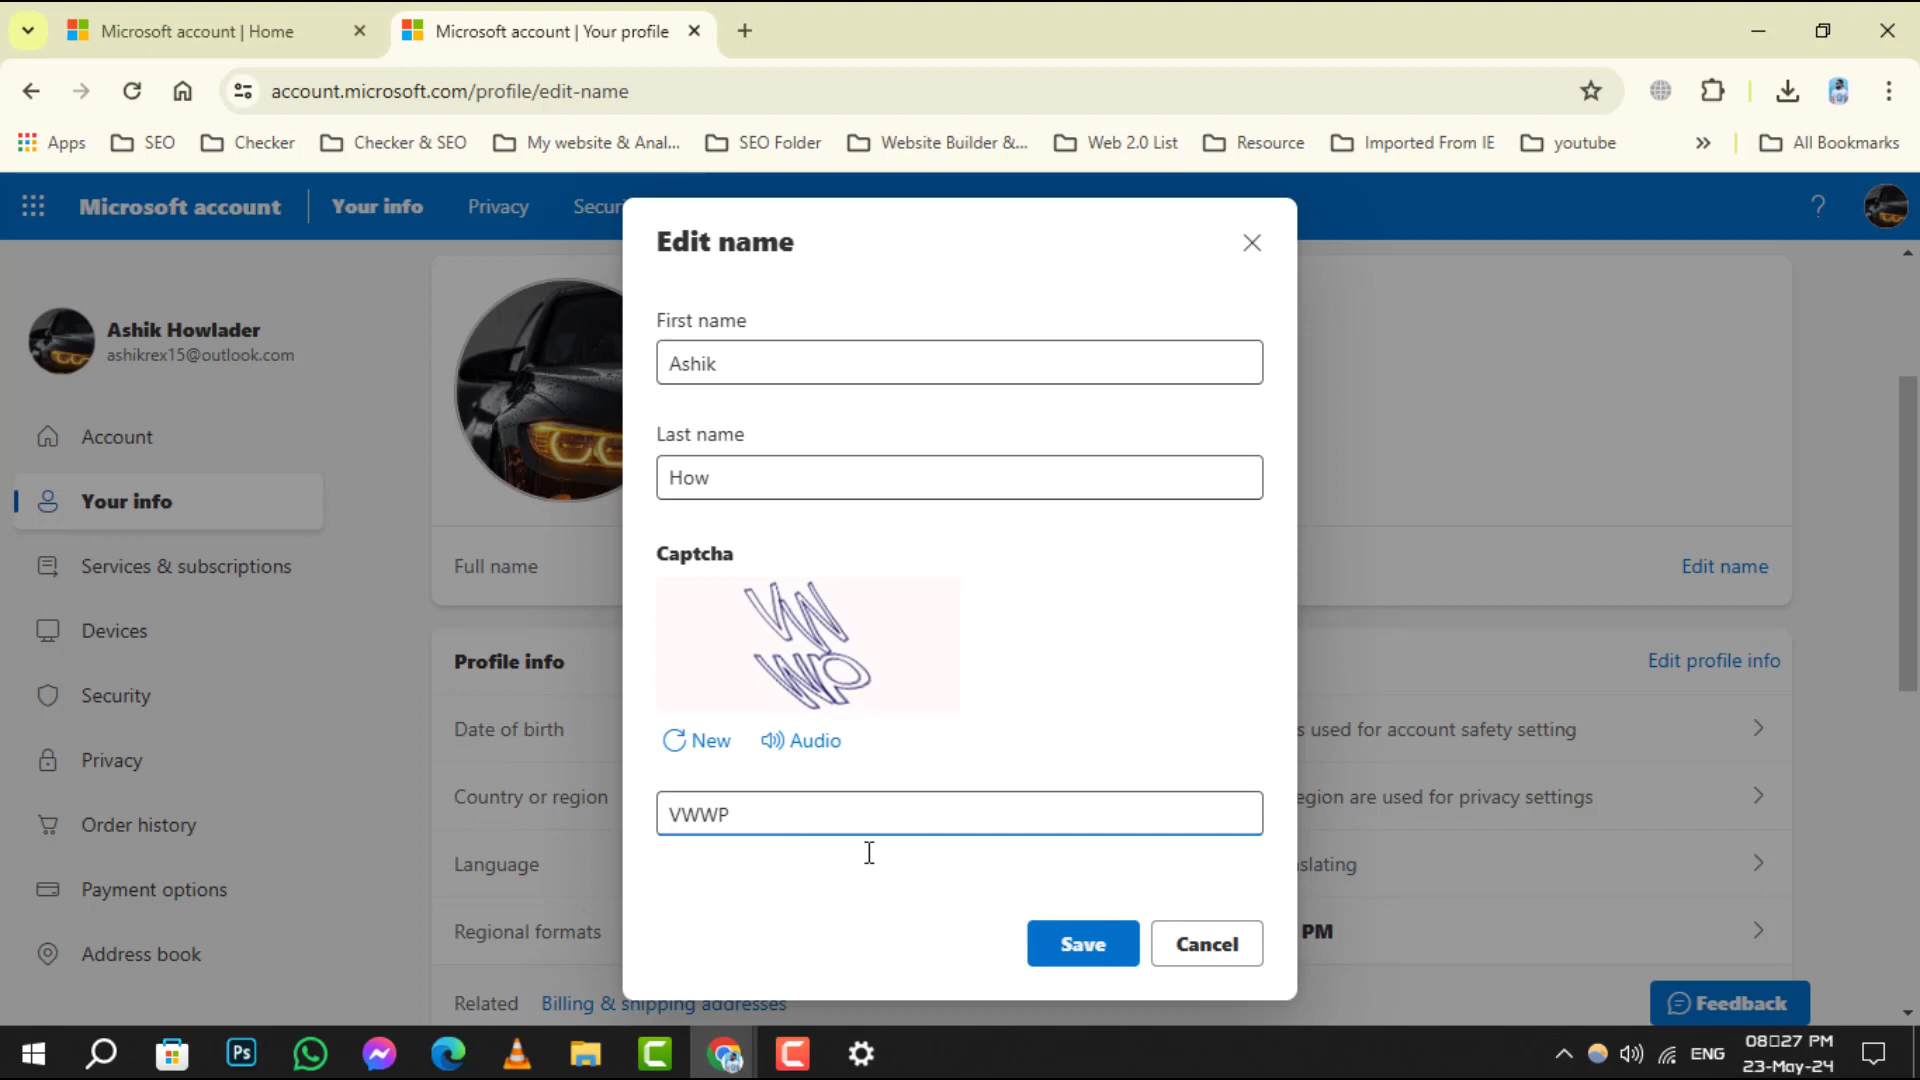 Microsoft account | Home
Microsoft account | Your profile
account.microsoft.com/profile/edit-name
Apps SEO Checker Checker & SEO My website & Anal... SEO Folder Website Builder &... Web 2.0 List Resource Imported From IE youtube All Bookmarks
Microsoft account Your info Privacy Secur ?
Ashik Howlader
ashikrex15@outlook.com
Account
Your info
Services & subscriptions
Devices
Security
Privacy
Order history
Payment options
Address book
Full name Edit name
Profile info Edit profile info
Date of birth s used for account safety setting
Country or region egion are used for privacy settings
Language slating
Regional formats PM
Related Billing & shipping addresses
Edit name
First name
Ashik
Last name
How
Captcha
New Audio
VWWP
Save Cancel
Feedback
Ps
ENG
08:27 PM
23-May-24